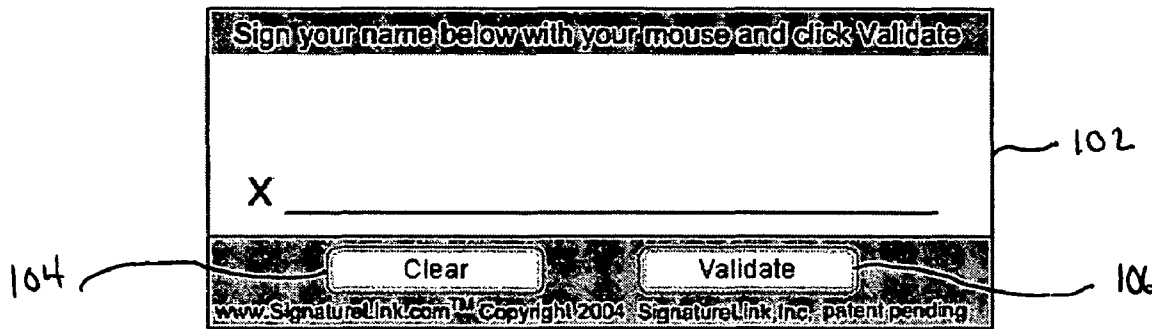 Sign your name below with your mouse and click Validate
102
X
104 Clear Validate 106
www.SignatureLink.com™ Copyright 2004 SignatureLink, Inc. patent pending